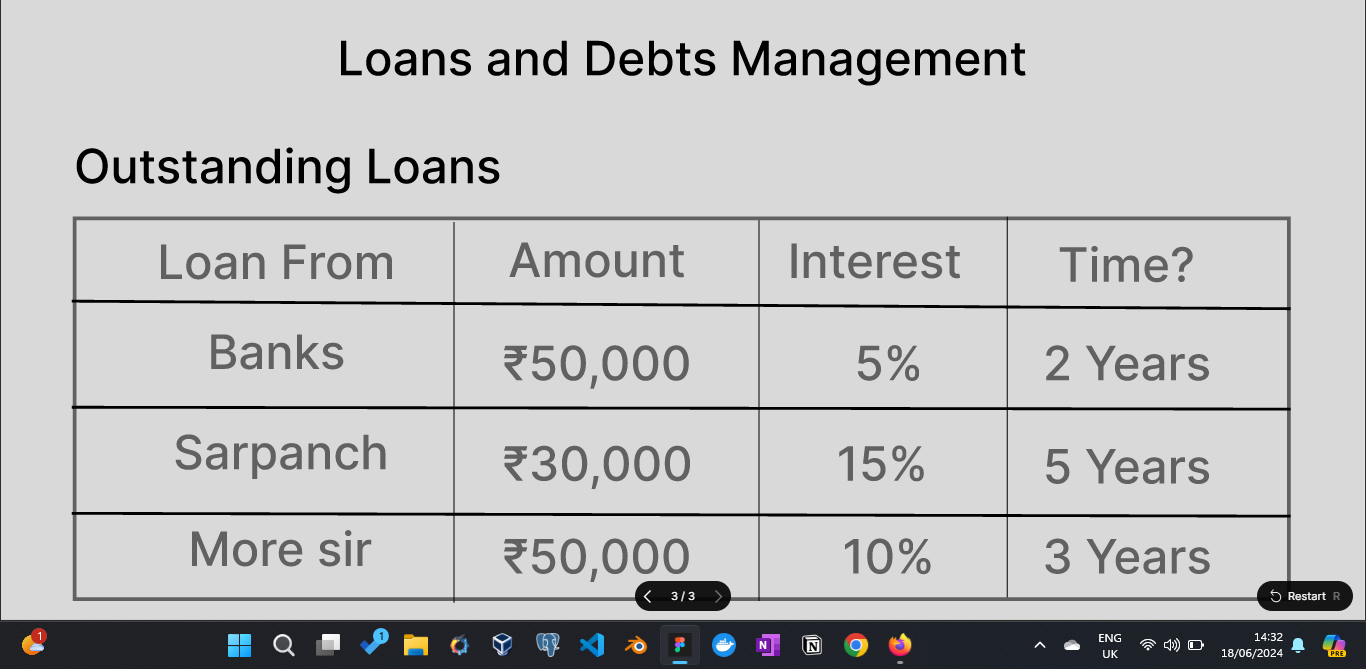 Loans and Debts Management
Outstanding Loans
Loan From Amount Interest Time?
Banks ₹50,000 5% 2 Years
Sarpanch ₹30,000 15% 5 Years
More sir ₹50,000 10% 3 Years
3 / 3
Restart R
1
1
N
N
PRE
ENG
UK
14:32
18/06/2024